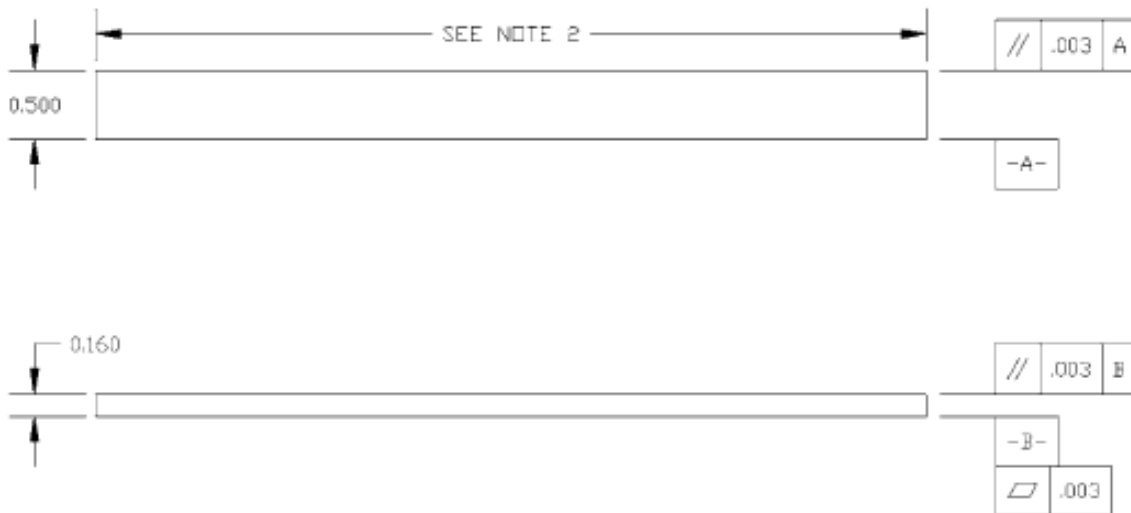 SEE NOTE 2
// .003 A
0.500
-A-
0.160
// .003 B
-B-
.003